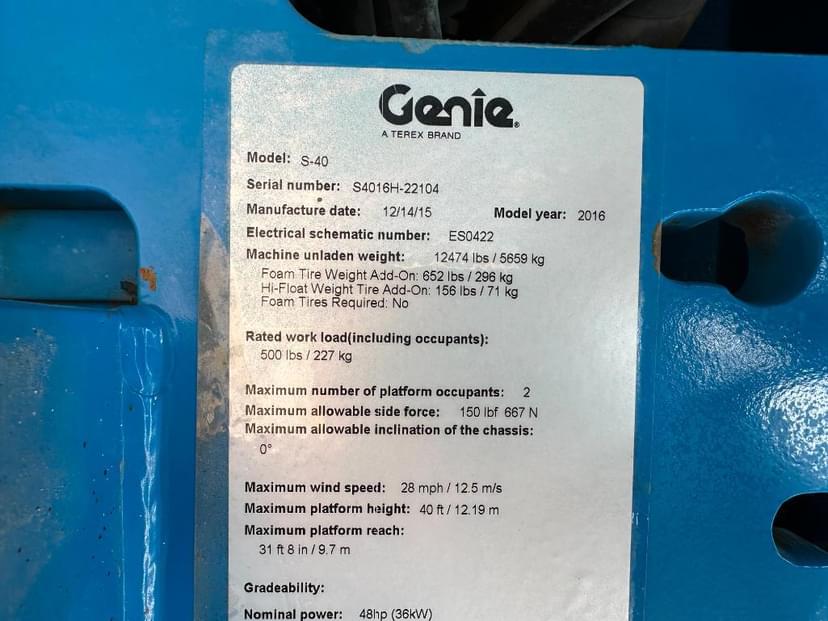 Genie®
A TEREX BRAND
Model: S-40
Serial number: S4016H-22104
Manufacture date: 12/14/15 Model year: 2016
Electrical schematic number: ES0422
Machine unladen weight: 12474 lbs / 5659 kg
Foam Tire Weight Add-On: 652 lbs / 296 kg
Hi-Float Weight Tire Add-On: 156 lbs / 71 kg
Foam Tires Required: No
Rated work load(including occupants):
500 lbs / 227 kg
Maximum number of platform occupants: 2
Maximum allowable side force: 150 lbf 667 N
Maximum allowable inclination of the chassis:
0°
Maximum wind speed: 28 mph / 12.5 m/s
Maximum platform height: 40 ft / 12.19 m
Maximum platform reach:
31 ft 8 in / 9.7 m
Gradeability:
Nominal power: 48hp (36kW)